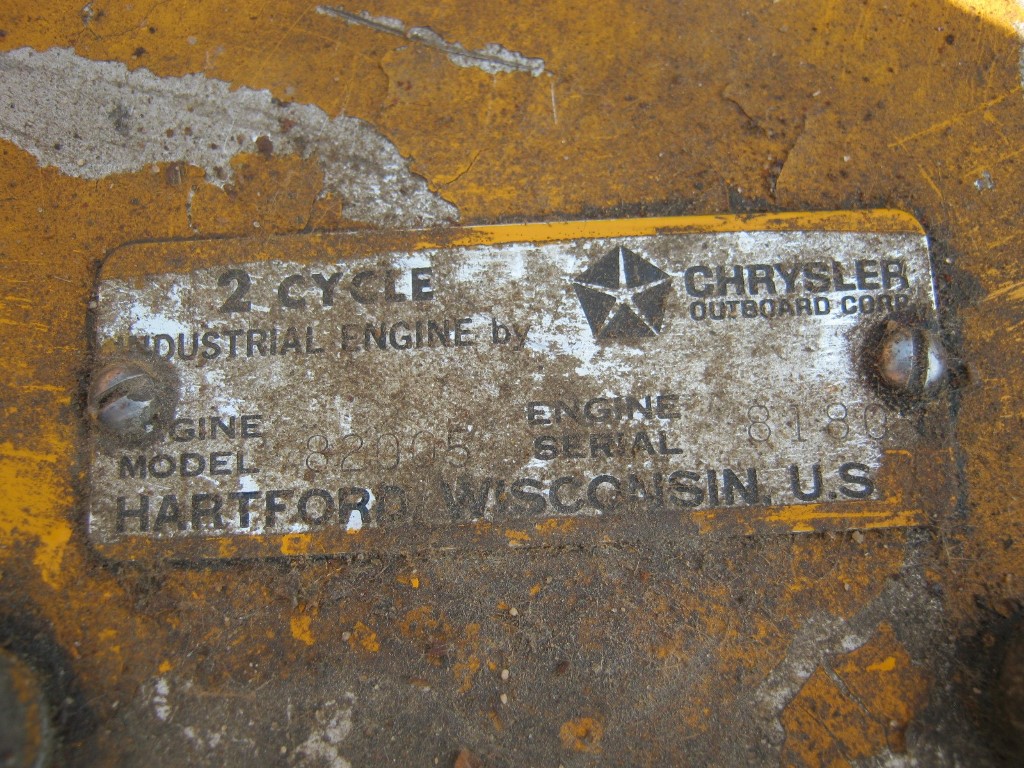 2 CYCLE
INDUSTRIAL ENGINE by
CHRYSLER
OUTBOARD CORP.
ENGINE
MODEL 82005
ENGINE
SERIAL 8180
HARTFORD, WISCONSIN, U.S.